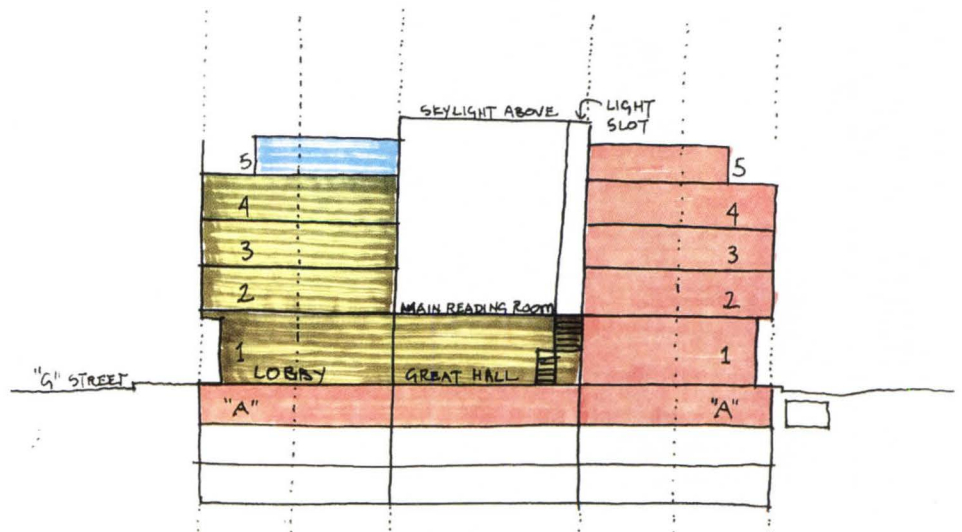 SKYLIGHT ABOVE
LIGHT
SLOT
5
5
4
4
3
3
2
2
MAIN READING ROOM
1
1
LOBBY
GREAT HALL
"G" STREET
"A"
"A"